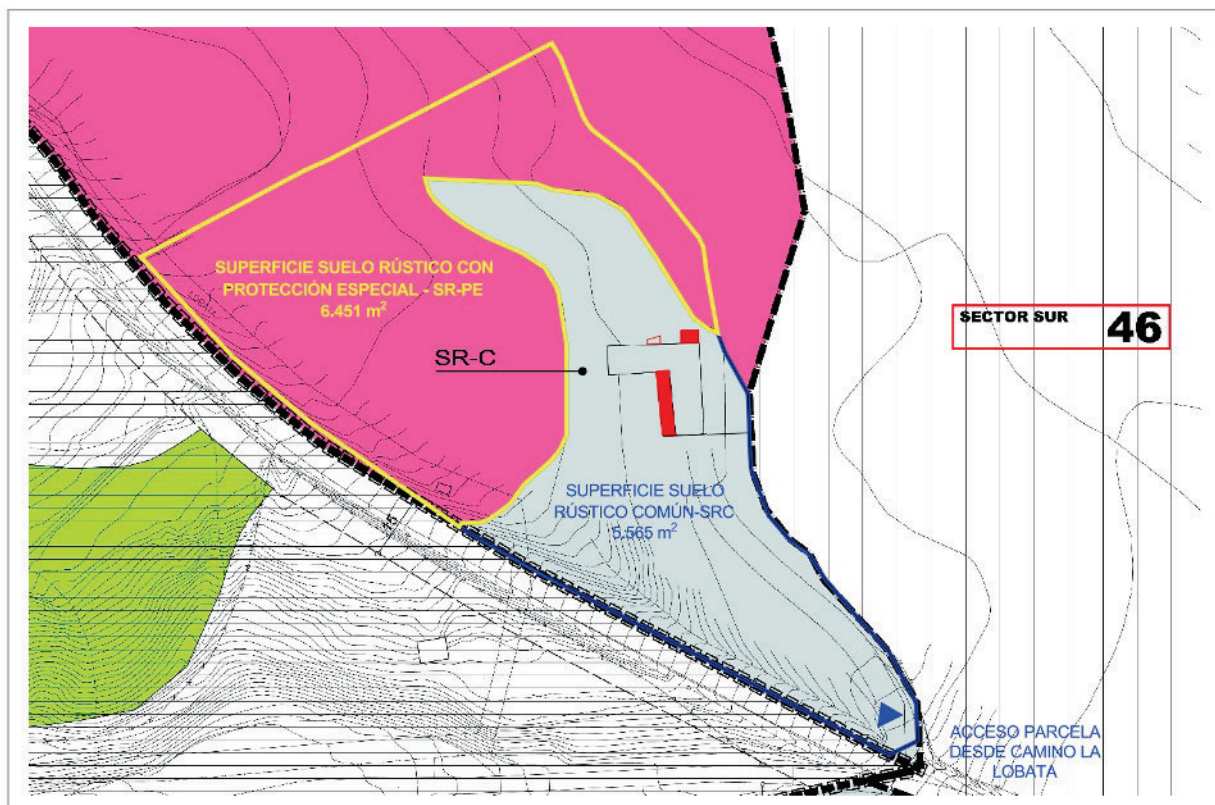 SUPERFICIE SUELO RÚSTICO CON
PROTECCIÓN ESPECIAL - SR-PE
6.451 m²
SECTOR SUR 46
SR-C
SUPERFICIE SUELO
RÚSTICO COMÚN-SRC
5.565 m²
ACCESO PARCELA
DESDE CAMINO LA
LOBATA